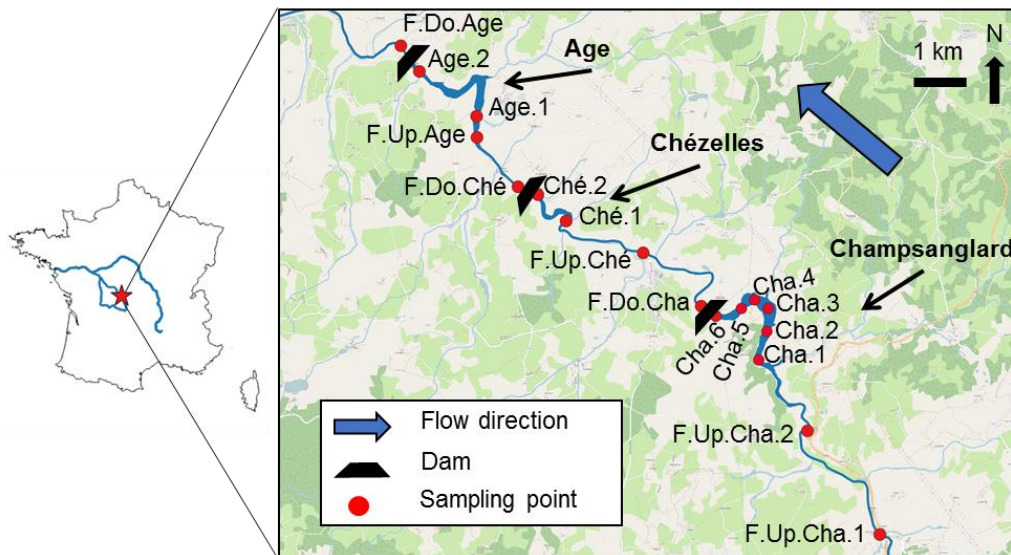 F.Do.Age
Age.2
Age
1 km
N
Age.1
F.Up.Age
Chézelles
F.Do.Ché
Ché.2
Ché.1
Champsanglard
F.Up.Ché
Cha.4
F.Do.Cha
Cha.3
Cha.6
Cha.5
Cha.2
Cha.1
Flow direction
F.Up.Cha.2
Dam
Sampling point
F.Up.Cha.1